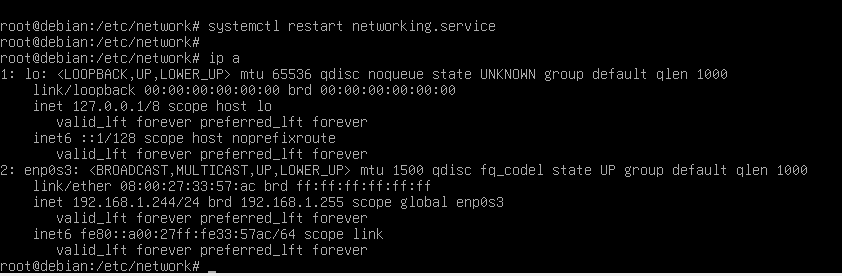 root@debian:/etc/network# systemctl restart networking.service
root@debian:/etc/network#
root@debian:/etc/network# ip a
1: lo: <LOOPBACK,UP,LOWER_UP> mtu 65536 qdisc noqueue state UNKNOWN group default qlen 1000
    link/loopback 00:00:00:00:00:00 brd 00:00:00:00:00:00
    inet 127.0.0.1/8 scope host lo
       valid_lft forever preferred_lft forever
    inet6 ::1/128 scope host noprefixroute
       valid_lft forever preferred_lft forever
2: enp0s3: <BROADCAST,MULTICAST,UP,LOWER_UP> mtu 1500 qdisc fq_codel state UP group default qlen 1000
    link/ether 08:00:27:33:57:ac brd ff:ff:ff:ff:ff:ff
    inet 192.168.1.244/24 brd 192.168.1.255 scope global enp0s3
       valid_lft forever preferred_lft forever
    inet6 fe80::a00:27ff:fe33:57ac/64 scope link
       valid_lft forever preferred_lft forever
root@debian:/etc/network# _